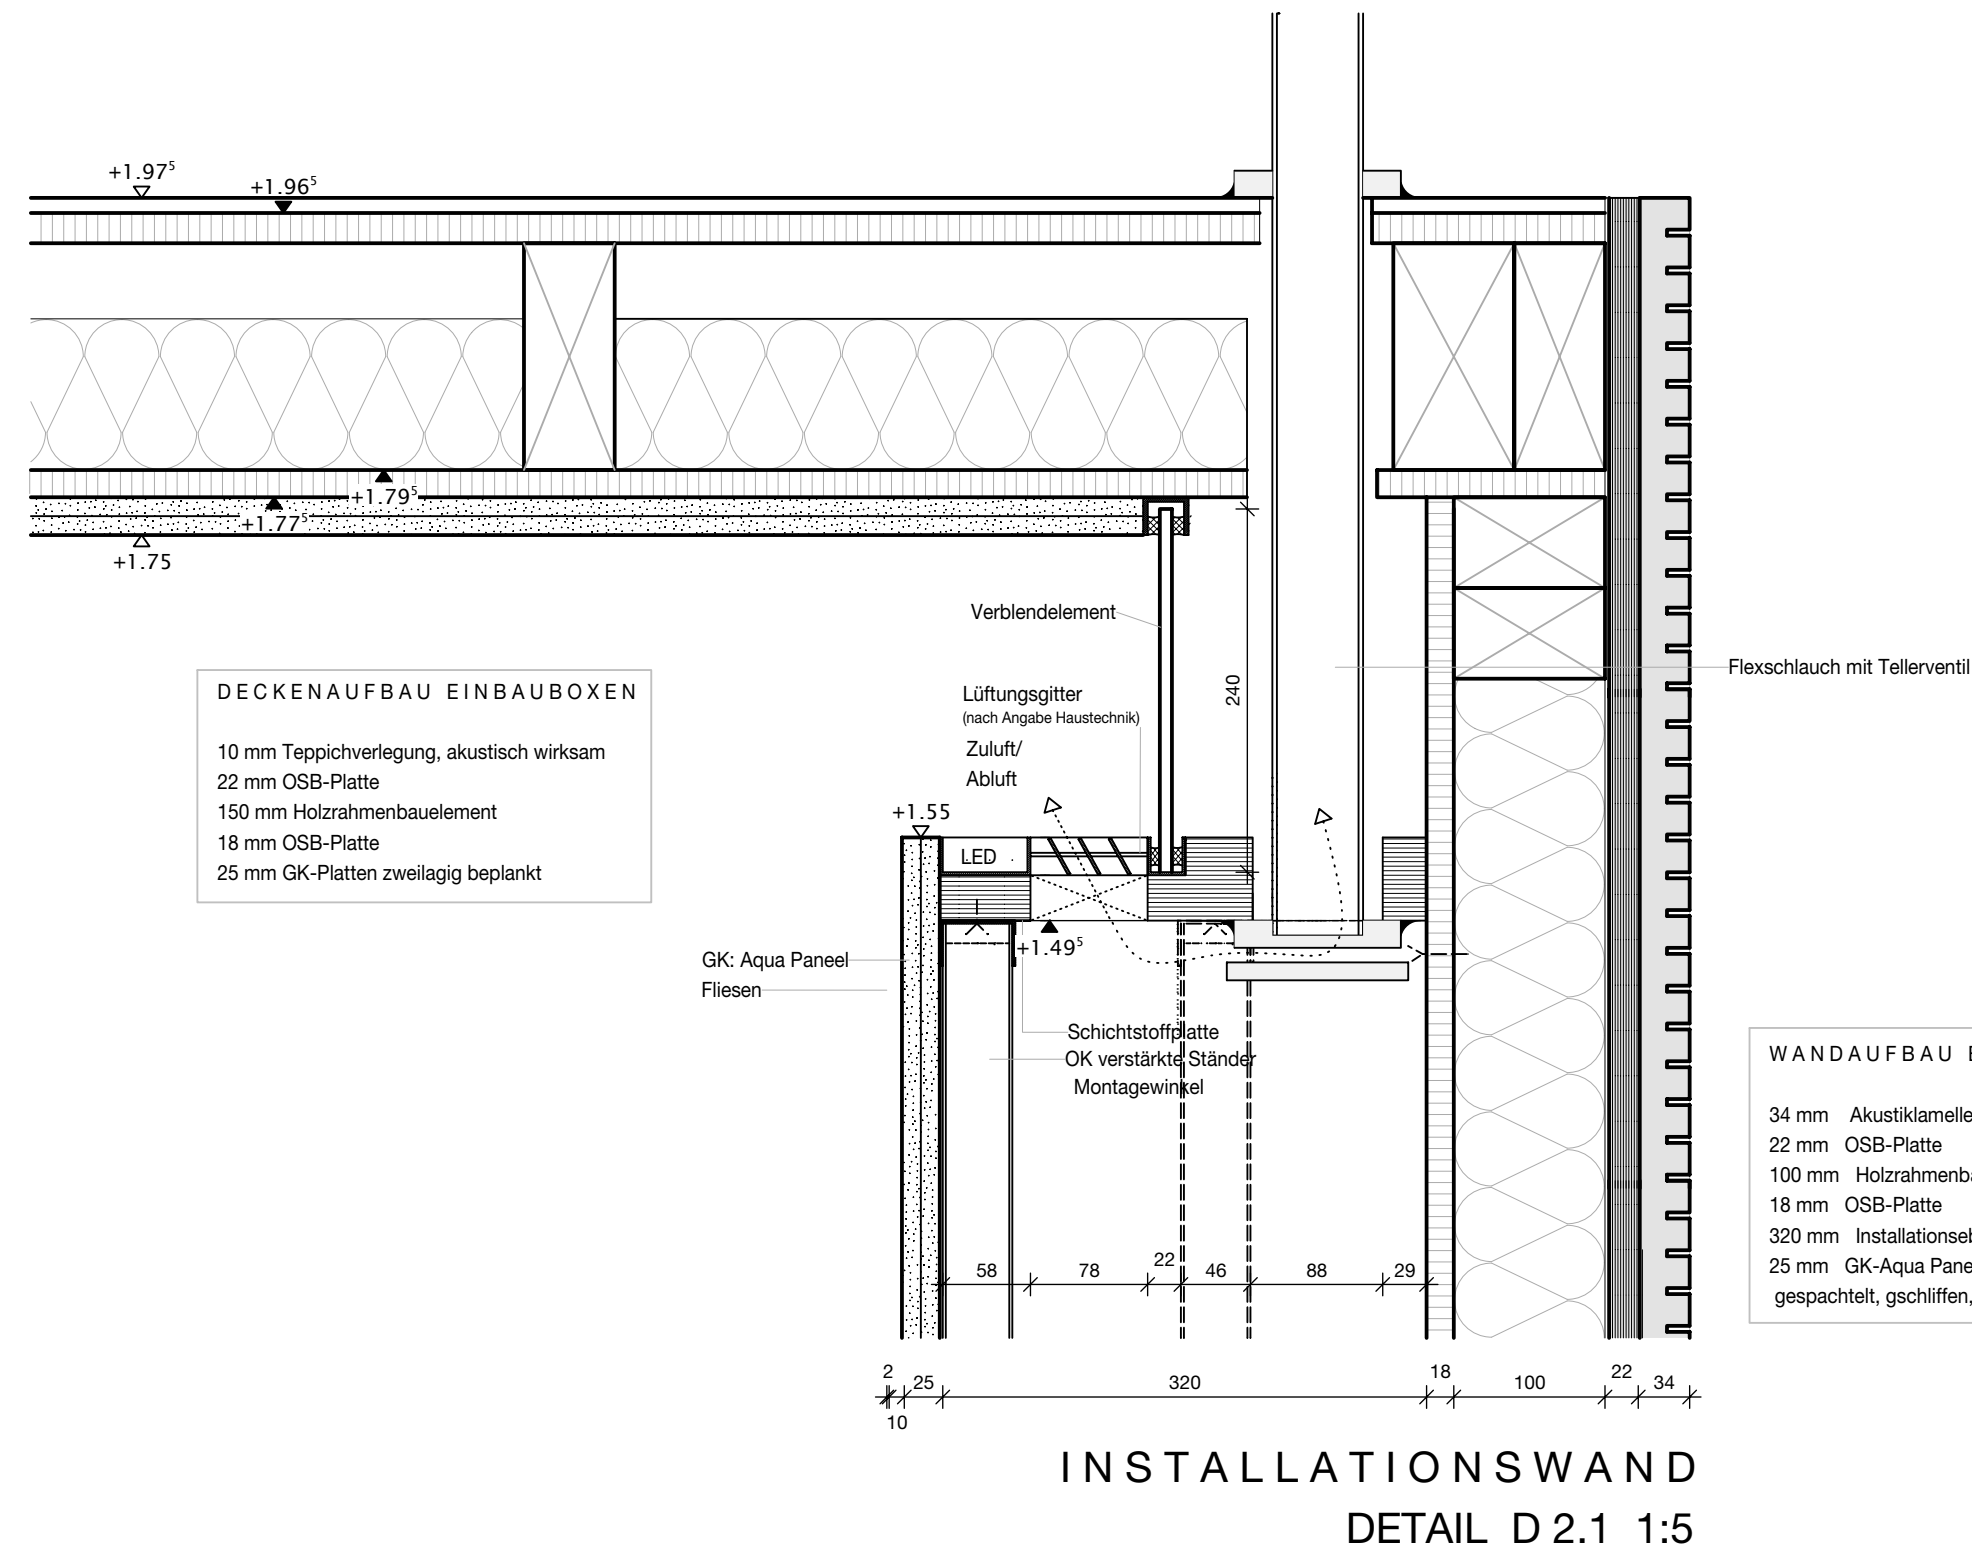 +1.97⁵
+1.96⁵
+1.79⁵
+1.77⁵
+1.75
Verblendelement
Flexschlauch mit Tellerventil
DECKENAUFBAU EINBAUBOXEN
10 mm Teppichverlegung, akustisch wirksam
22 mm OSB-Platte
150 mm Holzrahmenbauelement
18 mm OSB-Platte
25 mm GK-Platten zweilagig beplankt
Lüftungsgitter
(nach Angabe Haustechnik)
Zuluft/
Abluft
240
+1.55
LED
+1.49⁵
GK: Aqua Paneel
Fliesen
Schichtstoffplatte
OK verstärkte Ständer
Montagewinkel
WANDAUFBAU
34 mm Akustiklamelle
22 mm OSB-Platte
100 mm Holzrahmenba
18 mm OSB-Platte
320 mm Installationseb
25 mm GK-Aqua Pane
gespachtelt, gschliffen,
58 78 22 46 88 29
2 25 320 18 100 22 34
10
INSTALLATIONSWAND
DETAIL D 2.1 1:5